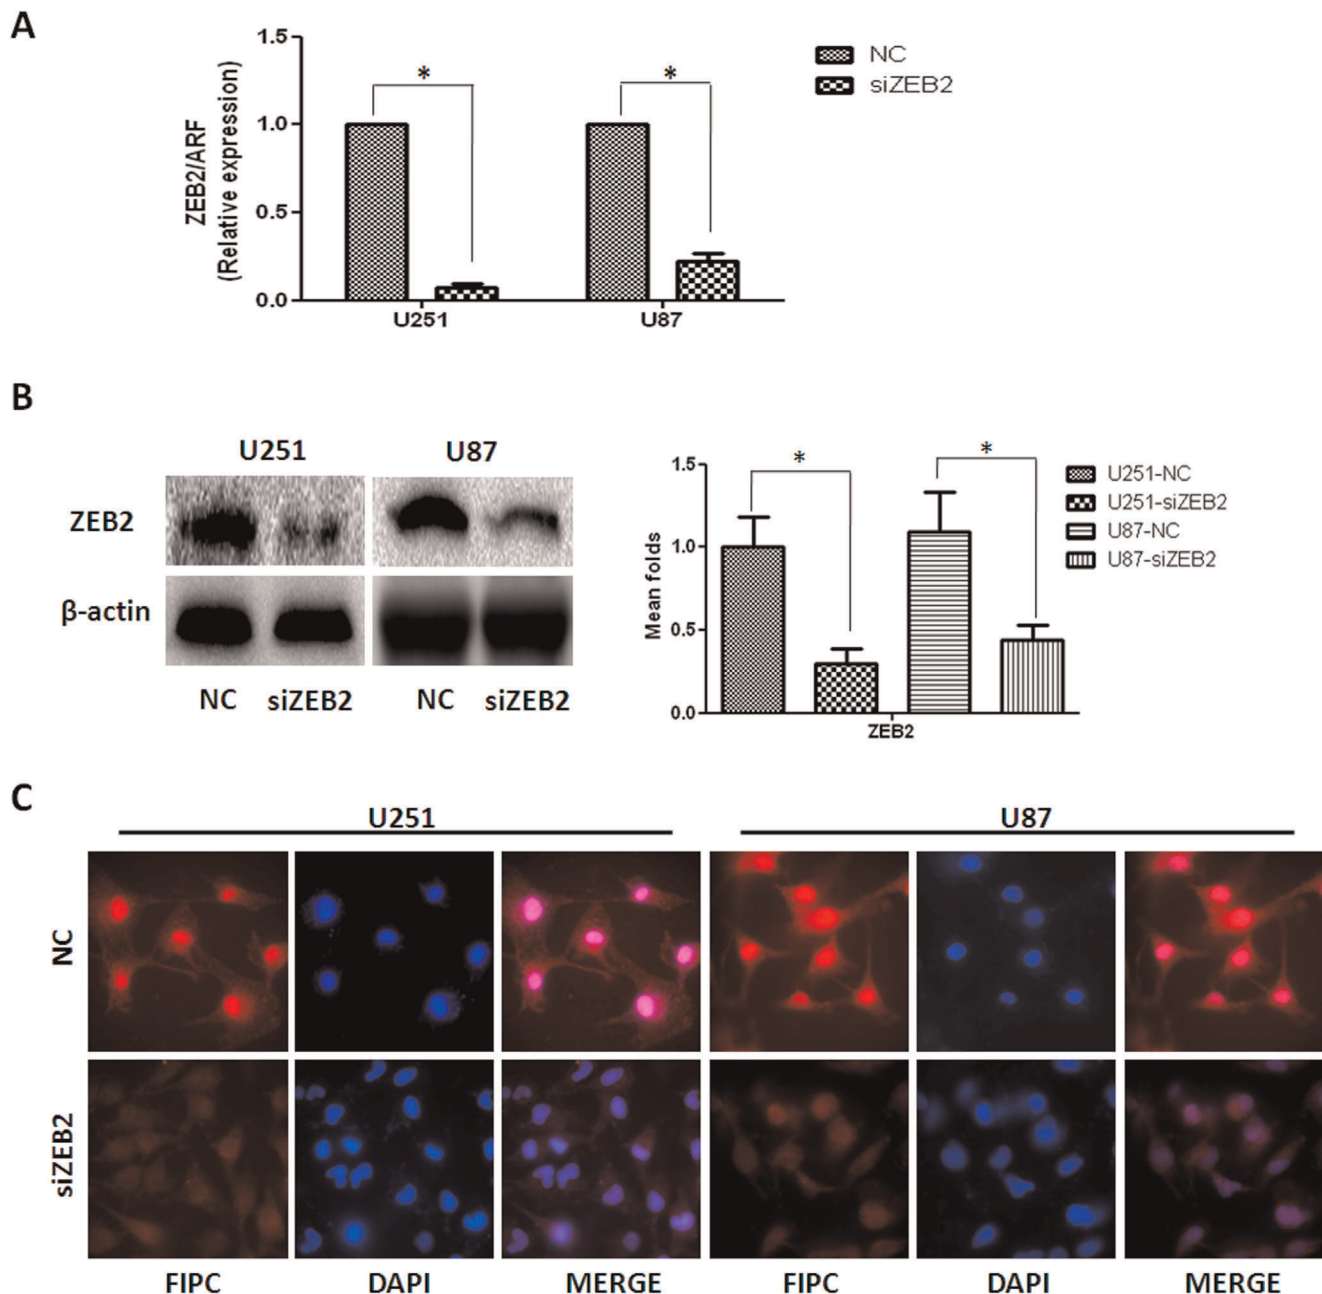 A
1.5
1.0
0.5
0.0
ZEB2/ARF
(Relative expression)
*
*
NC
siZEB2
U251
U87
B
U251
U87
ZEB2
β-actin
NC
siZEB2
NC
siZEB2
1.5
1.0
0.5
0.0
Mean folds
*
*
ZEB2
U251-NC
U251-siZEB2
U87-NC
U87-siZEB2
C
U251
U87
NC
siZEB2
FIPC
DAPI
MERGE
FIPC
DAPI
MERGE